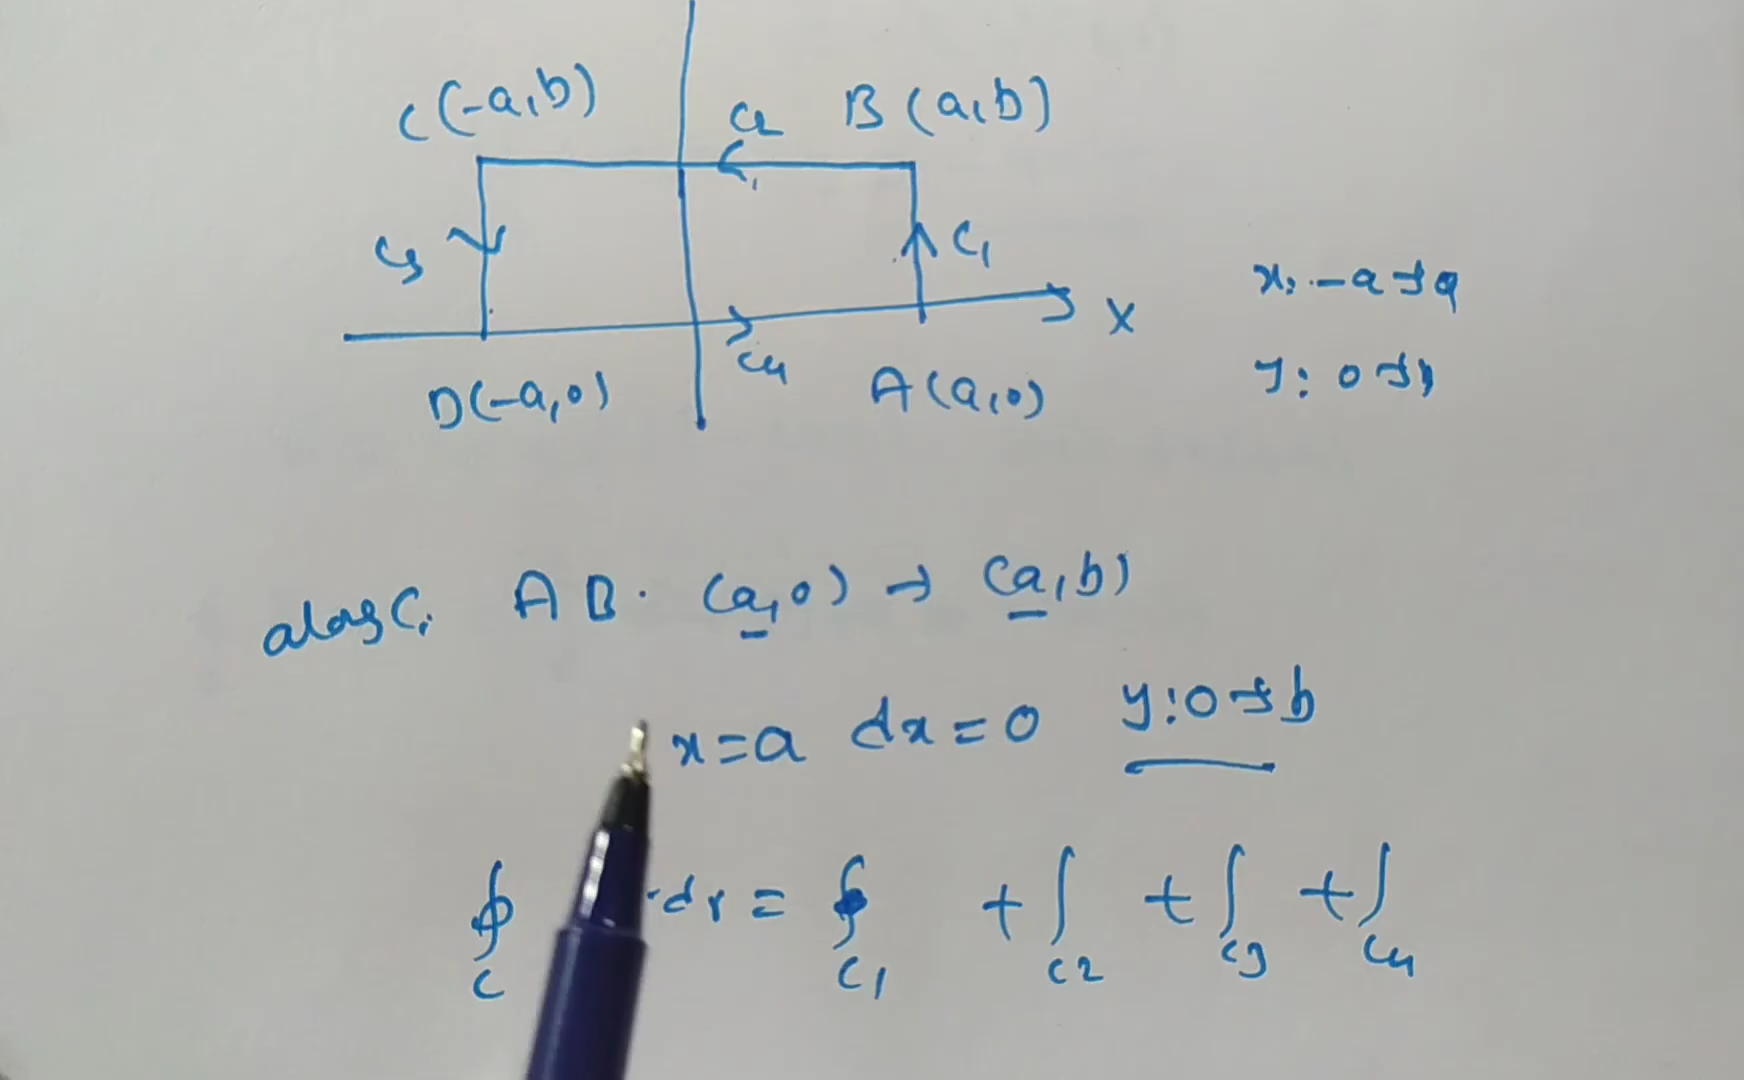 C(-a,b) C2 B(a,b)
C3 C1
x: -a→a
X
C4
y: 0→b
D(-a,0) A(a,0)
along C1 AB. (a,0) → (a,b)
x=a dx=0 y:0→b
∮C ·dr = ∮C1 + ∫C2 + ∫C3 + ∫C4